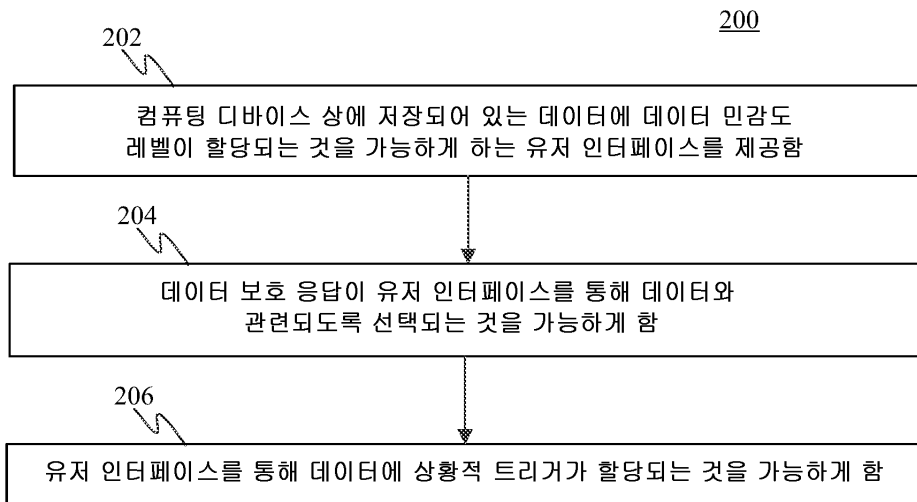 200
202
컴퓨팅 디바이스 상에 저장되어 있는 데이터에 데이터 민감도
레벨이 할당되는 것을 가능하게 하는 유저 인터페이스를 제공함
204
데이터 보호 응답이 유저 인터페이스를 통해 데이터와
관련되도록 선택되는 것을 가능하게 함
206
유저 인터페이스를 통해 데이터에 상황적 트리거가 할당되는 것을 가능하게 함